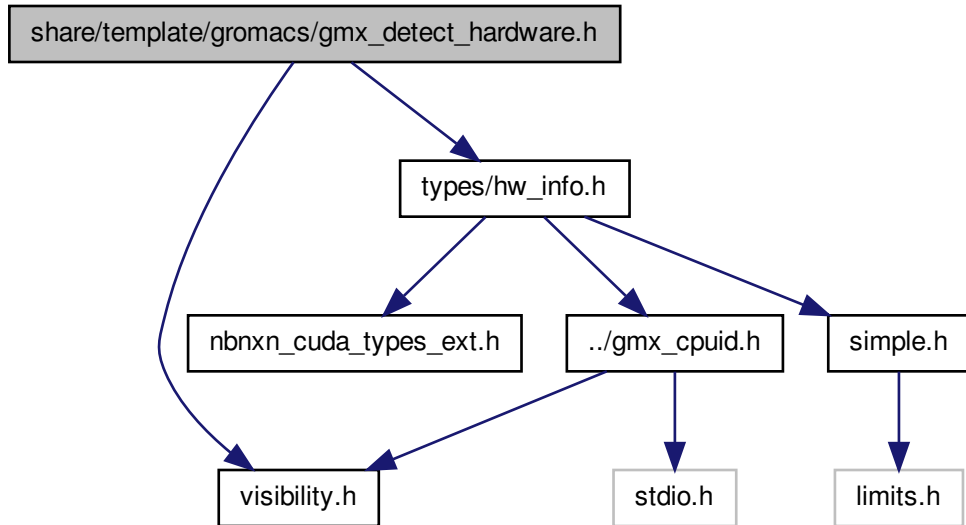 share/template/gromacs/gmx_detect_hardware.h
types/hw_info.h
nbnxn_cuda_types_ext.h
../gmx_cpuid.h
simple.h
visibility.h
stdio.h
limits.h